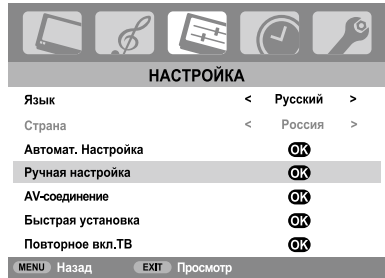 НАСТРОЙКА
Язык < Русский >
Страна < Россия >
Автомат. Настройка OK
Ручная настройка OK
AV-соединение OK
Быстрая установка OK
Повторное вкл.ТВ OK
MENU Назад EXIT Просмотр